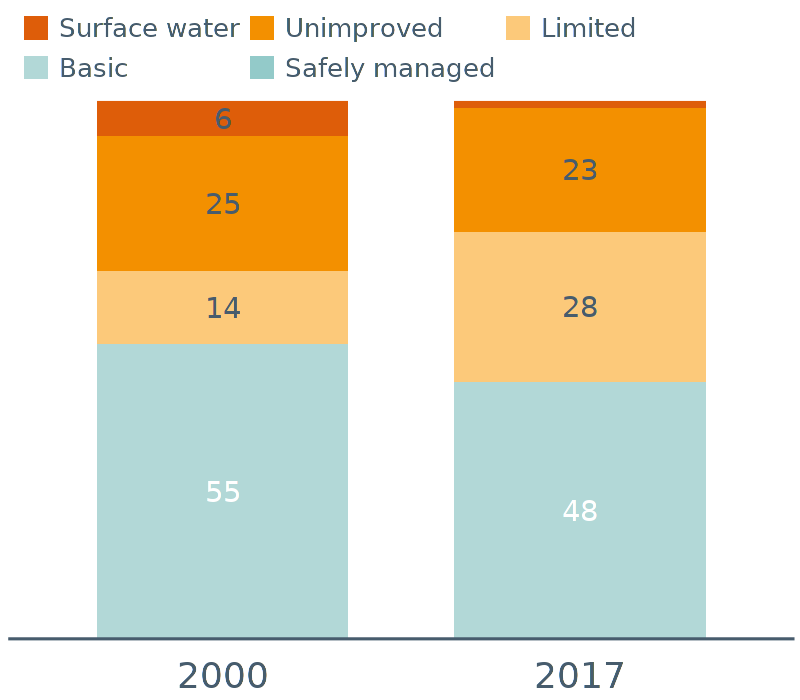 Surface water Unimproved Limited
Basic Safely managed
6
25 23
14 28
55 48
2000 2017